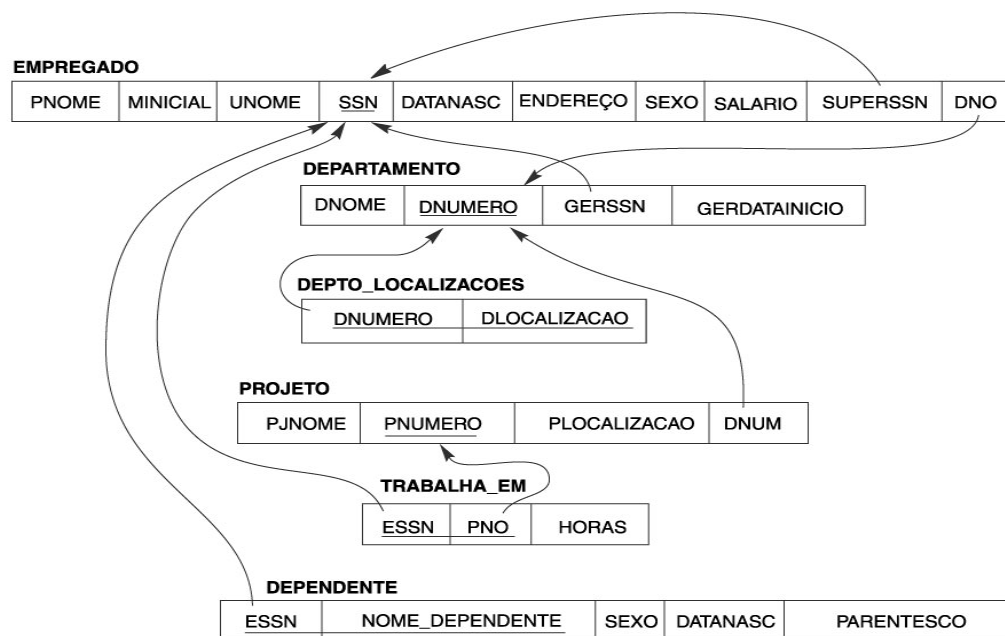 EMPREGADO
PNOME MINICIAL UNOME SSN DATANASC ENDEREÇO SEXO SALARIO SUPERSSN DNO
DEPARTAMENTO
DNOME DNUMERO GERSSN GERDATAINICIO
DEPTO_LOCALIZACOES
DNUMERO DLOCALIZACAO
PROJETO
PJNOME PNUMERO PLOCALIZACAO DNUM
TRABALHA_EM
ESSN PNO HORAS
DEPENDENTE
ESSN NOME_DEPENDENTE SEXO DATANASC PARENTESCO